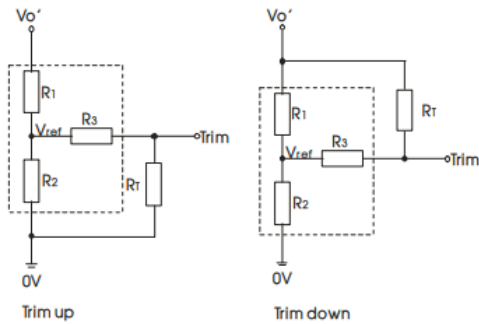 Vo′
R1
Vref
R3
Trim
R2
RT
0V
Trim up
Vo′
R1
RT
Vref
R3
Trim
R2
0V
Trim down